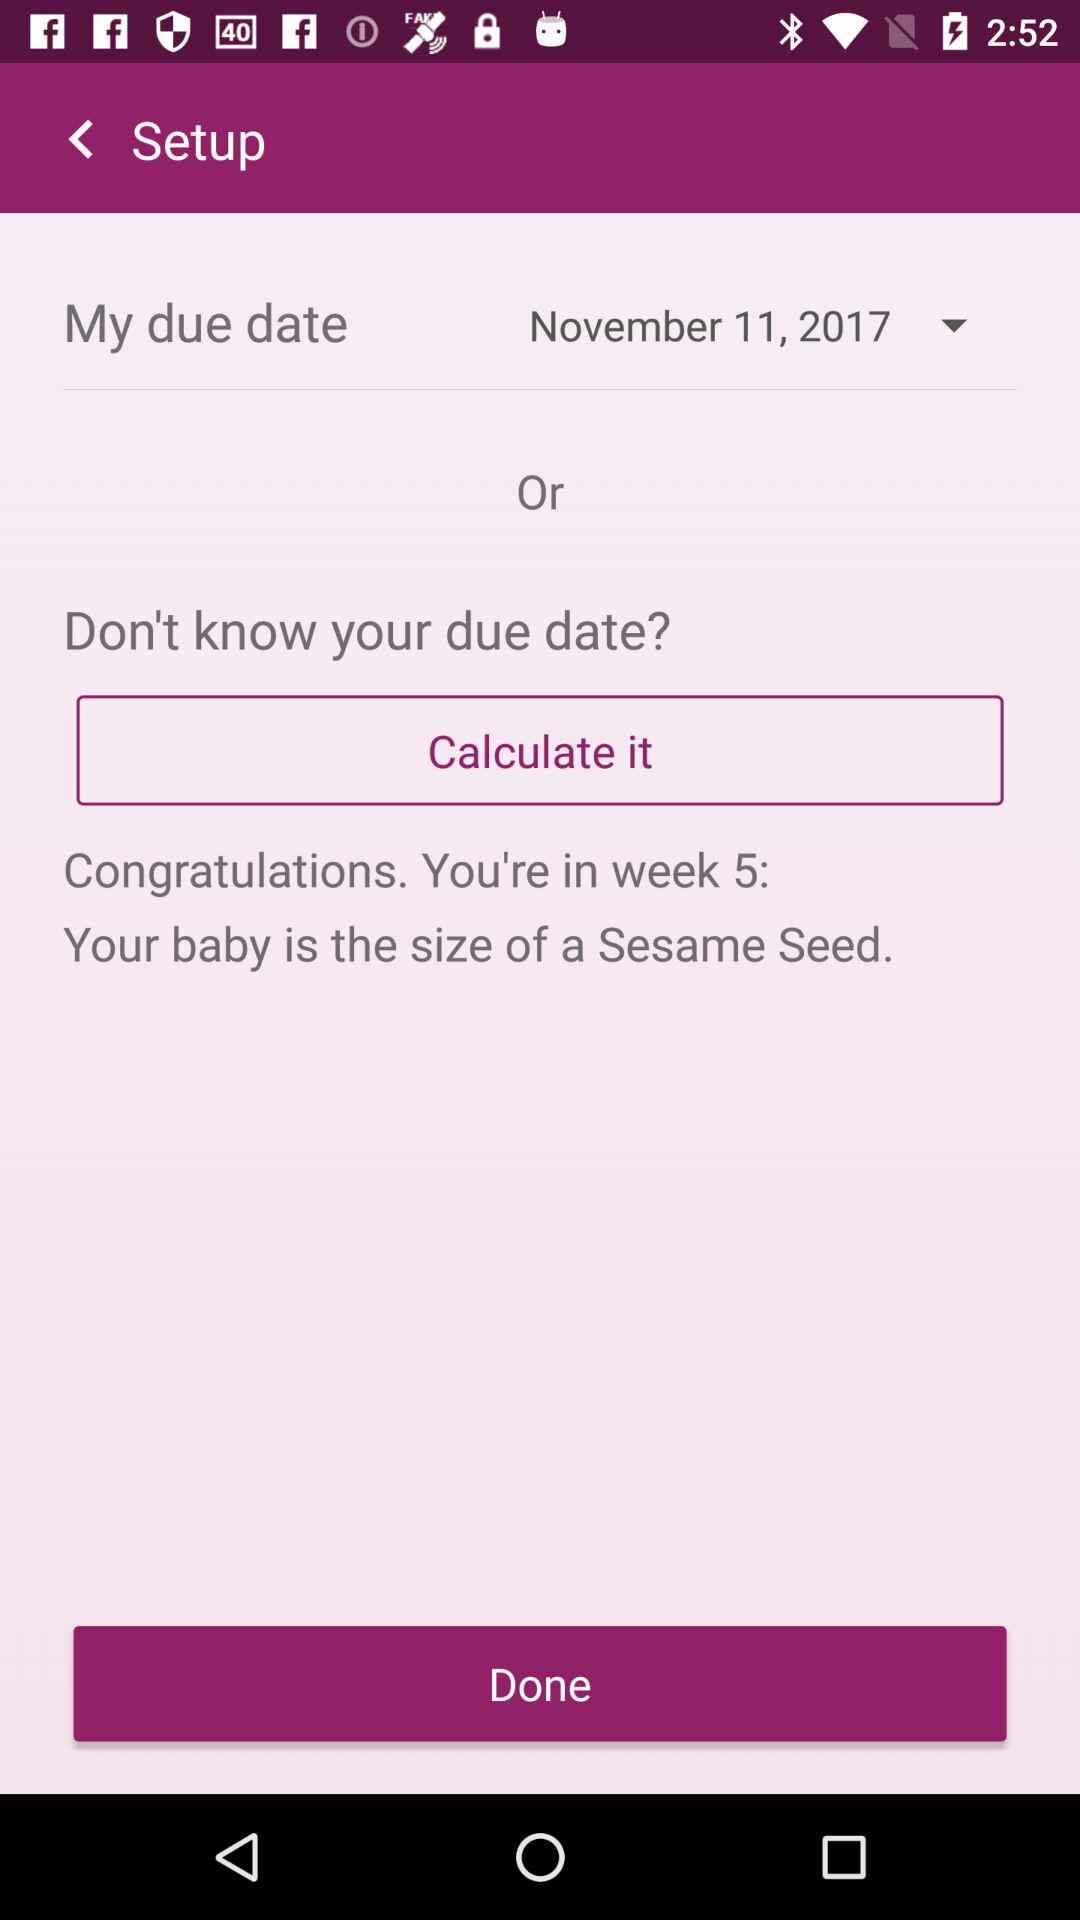 40
FAKE
2:52
Setup
My due date
November 11, 2017
Or
Don't know your due date?
Calculate it
Congratulations. You're in week 5:
Your baby is the size of a Sesame Seed.
Done